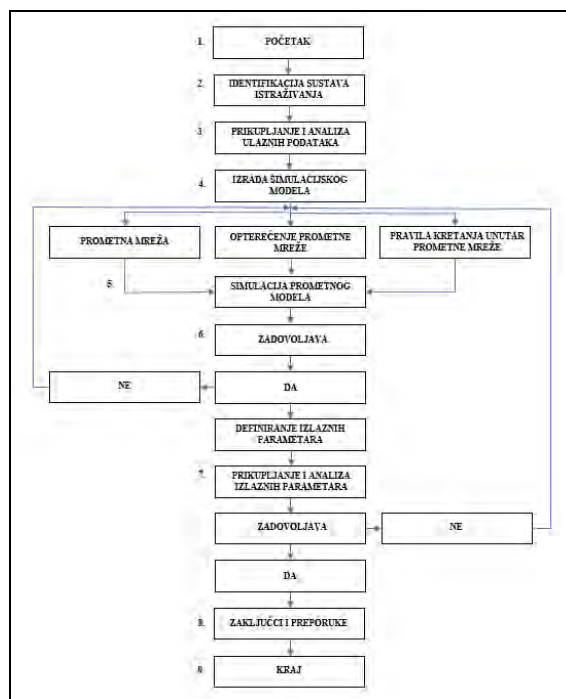 1. POČETAK
2. IDENTIFIKACIJA SUSTAVA
ISTRAŽIVANJA
3. PRIKUPLJANJE I ANALIZA
ULAZNIH PODATAKA
4. IZRADA SIMULACIJSKOG
MODELA
PROMETNA MREŽA
OPTEREĆENJE PROMETNE
MREŽE
PRAVILA KRETANJA UNUTAR
PROMETNE MREŽE
5. SIMULACIJA PROMETNOG
MODELA
6. ZADOVOLJAVA
NE
DA
DEFINIRANJE IZLAZNIH
PARAMETARA
7. PRIKUPLJANJE I ANALIZA
IZLAZNIH PARAMETARA
ZADOVOLJAVA
NE
DA
8. ZAKLJUČCI I PREPORUKE
9. KRAJ